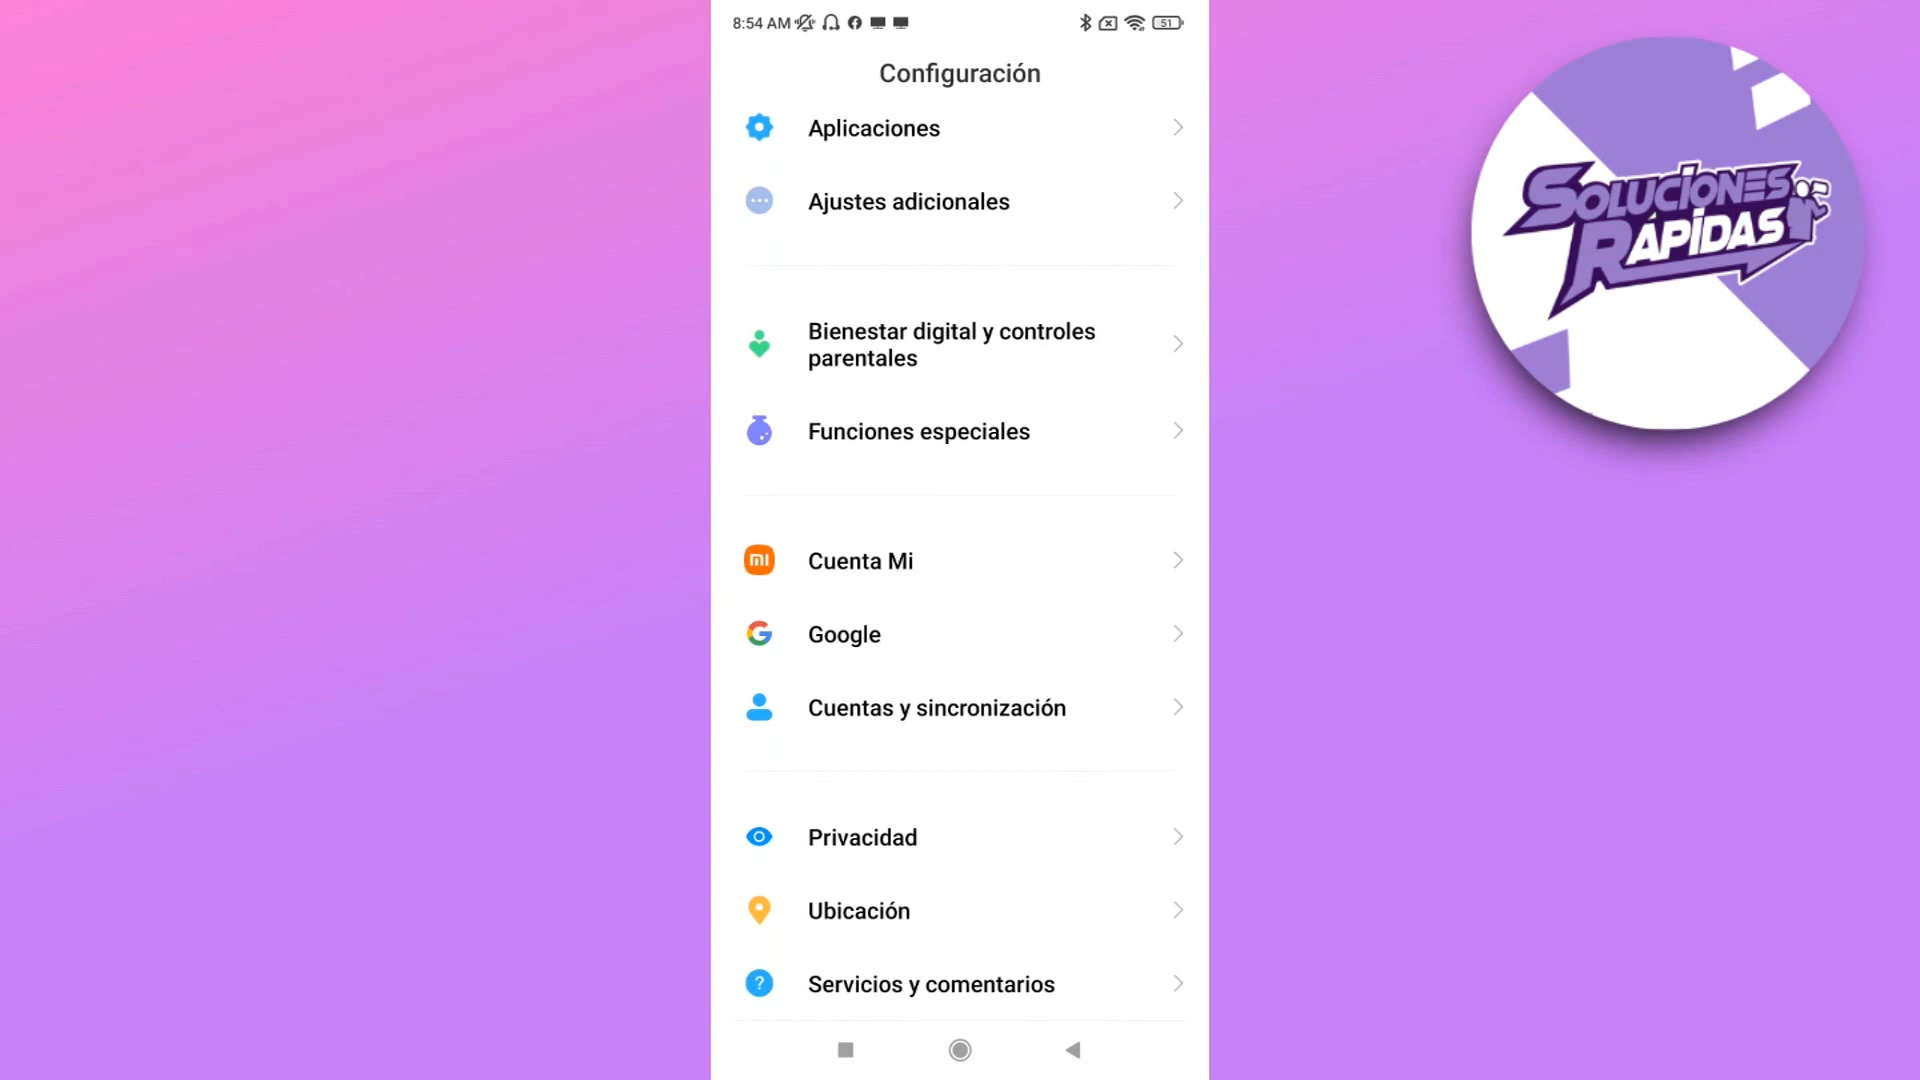 8:54 AM
51
Configuración
Aplicaciones
Ajustes adicionales
Bienestar digital y controles
parentales
Funciones especiales
Cuenta Mi
Google
Cuentas y sincronización
Privacidad
Ubicación
Servicios y comentarios
SOLUCIONES
RÁPIDAS